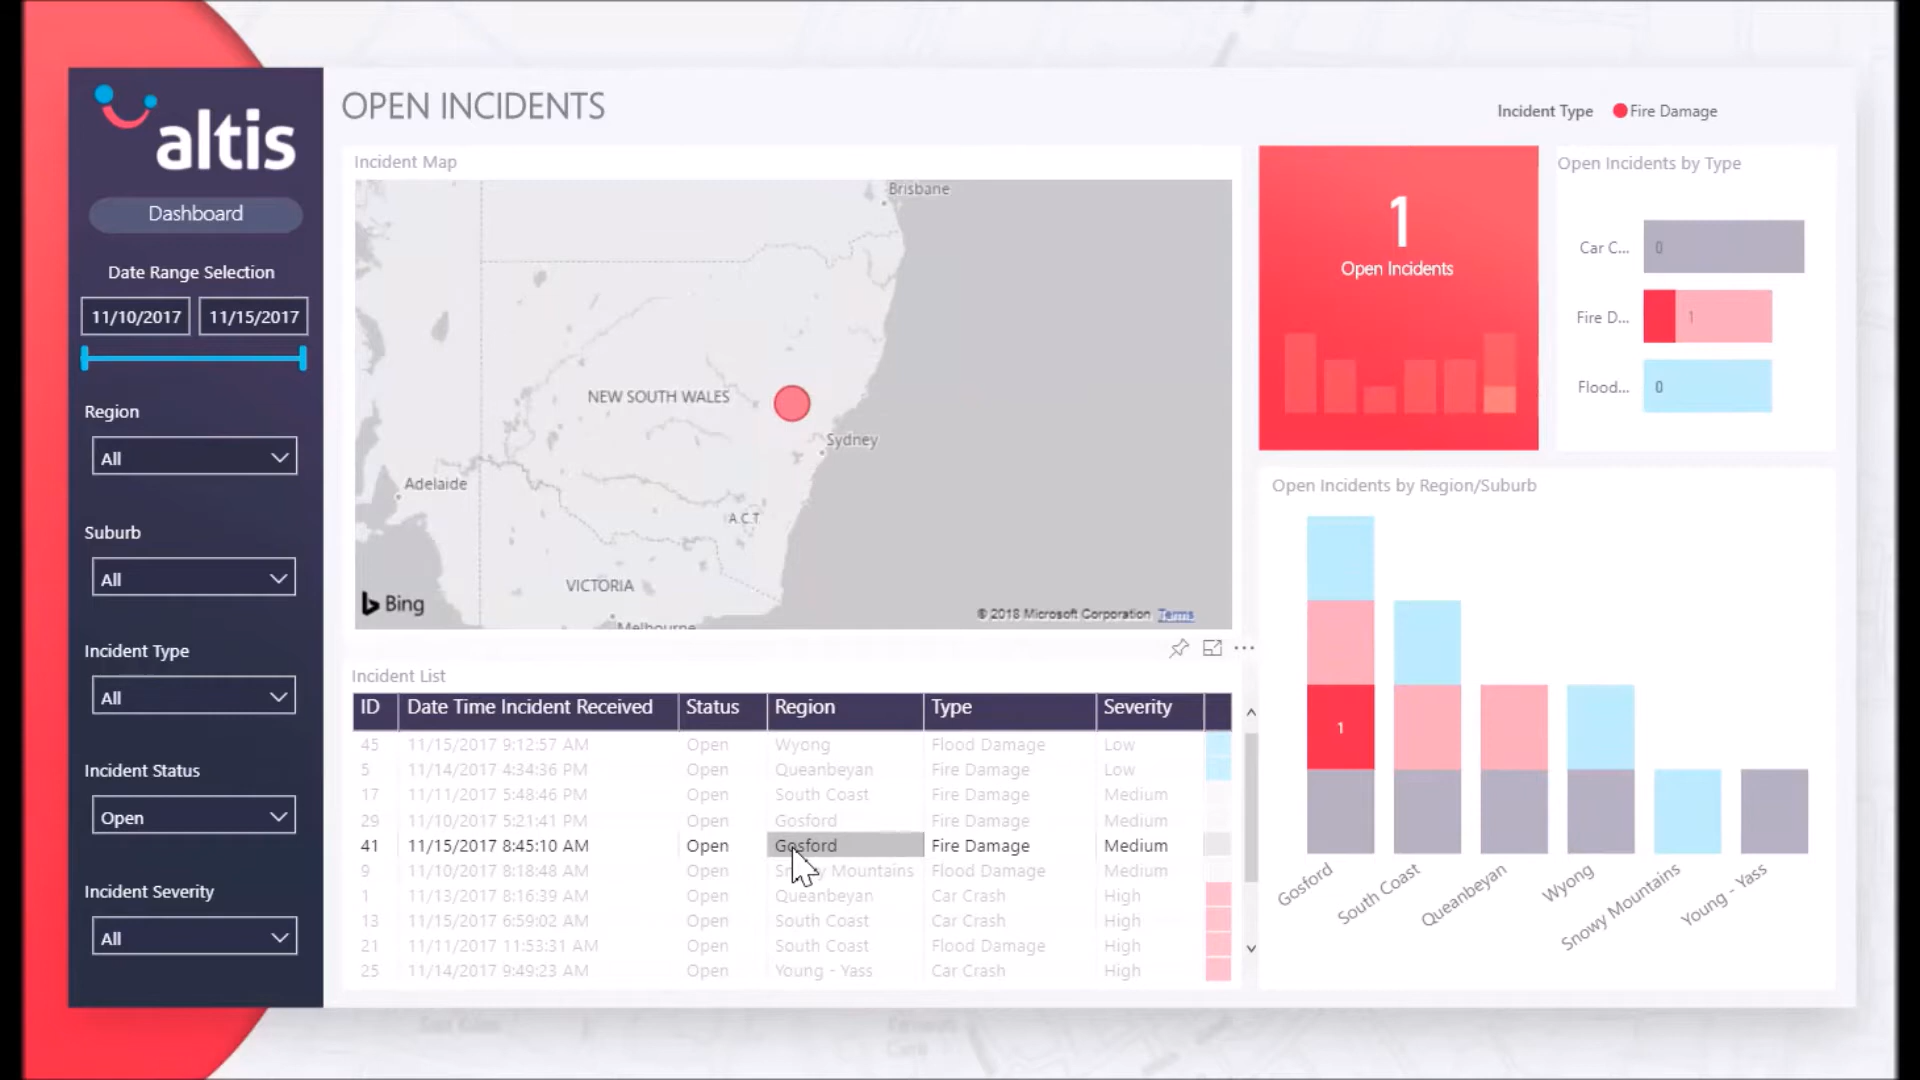 altis
Dashboard
Date Range Selection
11/10/2017 11/15/2017
Region
All
Suburb
All
Incident Type
All
Incident Status
Open
Incident Severity
All
OPEN INCIDENTS
Incident Type Fire Damage
Incident Map
Brisbane
NEW SOUTH WALES
Sydney
Adelaide
A.C.T.
VICTORIA
Melbourne
Bing
© 2018 Microsoft Corporation Terms
1
Open Incidents
Open Incidents by Type
Car C... 0
Fire D... 1
Flood... 0
Incident List
ID Date Time Incident Received Status Region Type Severity
45 11/15/2017 9:12:57 AM Open Wyong Flood Damage Low
5 11/14/2017 4:34:36 PM Open Queanbeyan Fire Damage Low
17 11/11/2017 5:48:46 PM Open South Coast Fire Damage Medium
29 11/10/2017 5:21:41 PM Open Gosford Fire Damage Medium
41 11/15/2017 8:45:10 AM Open Gosford Fire Damage Medium
9 11/10/2017 8:18:48 AM Open Snowy Mountains Flood Damage Medium
1 11/13/2017 8:16:39 AM Open Queanbeyan Car Crash High
13 11/15/2017 6:59:02 AM Open South Coast Car Crash High
21 11/11/2017 11:53:31 AM Open South Coast Flood Damage High
25 11/14/2017 9:49:23 AM Open Young - Yass Car Crash High
Open Incidents by Region/Suburb
1
Gosford
South Coast
Queanbeyan
Wyong
Snowy Mountains
Young - Yass